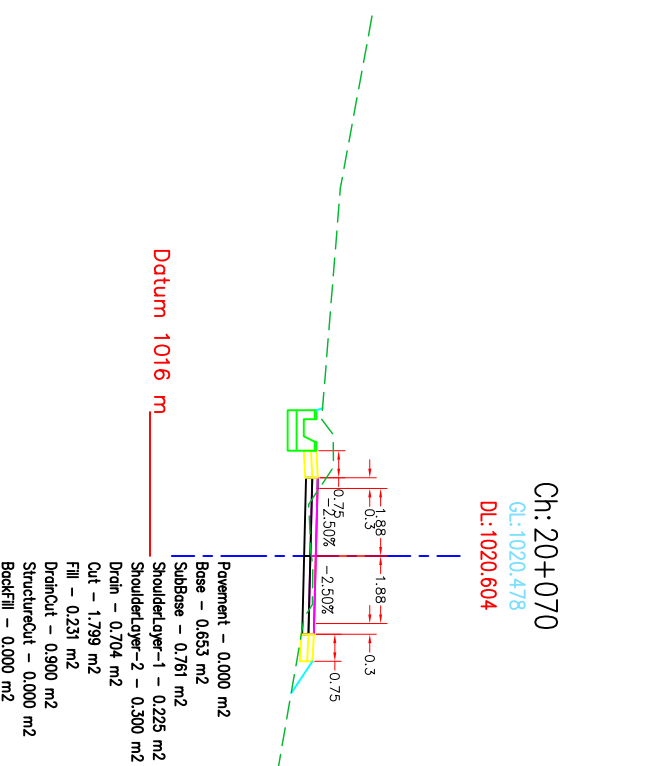 Ch: 20+070
GL:1020.478
DL:1020.604
1.88
1.88
0.3
0.3
0.75
0.75
-2.50%
-2.50%
Datum 1016 m
Pavement - 0.000 m2
Base - 0.653 m2
SubBase - 0.761 m2
ShoulderLayer-1 - 0.225 m2
ShoulderLayer-2 - 0.300 m2
Drain - 0.704 m2
Cut - 1.799 m2
Fill - 0.231 m2
DrainCut - 0.900 m2
StructureCut - 0.000 m2
BackFill - 0.000 m2